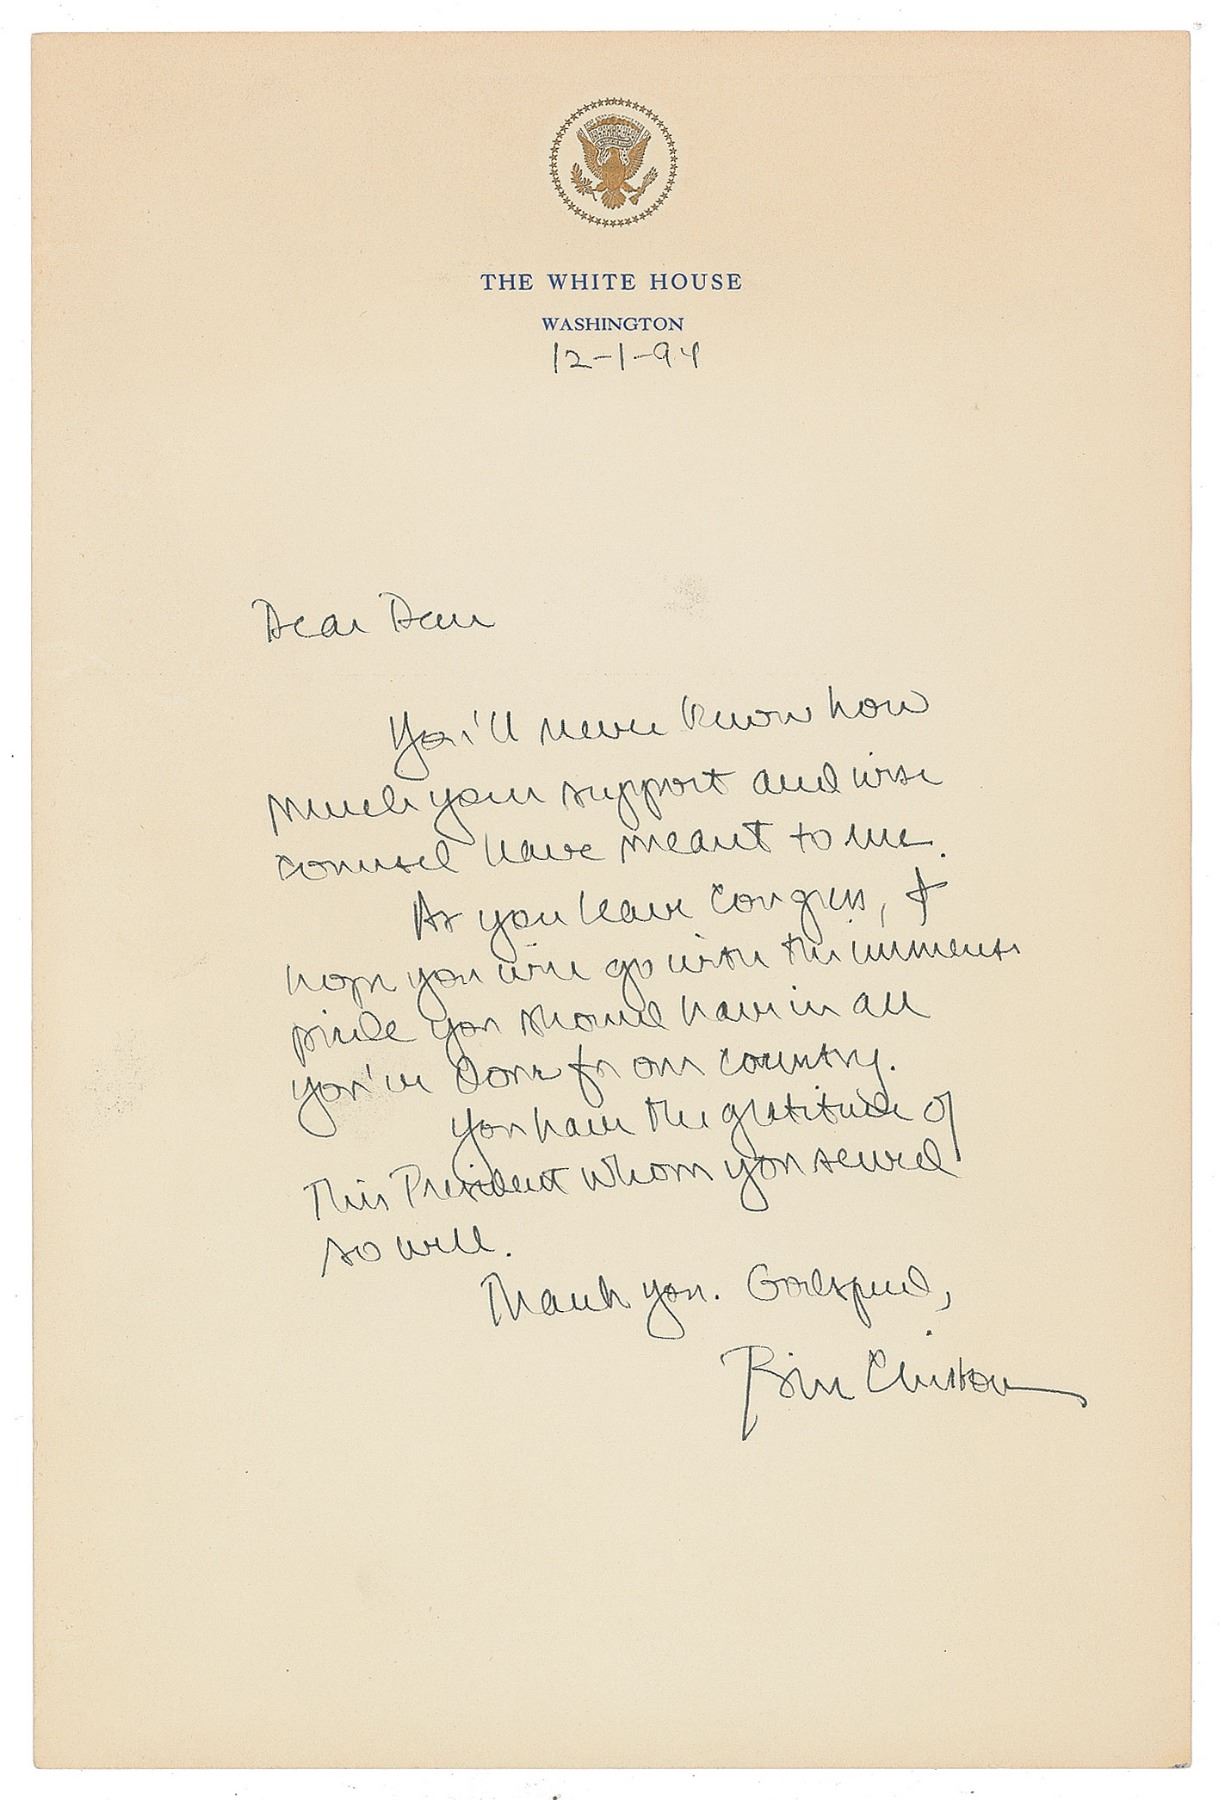 THE WHITE HOUSE
WASHINGTON
12-1-94
Dear Dan
You'll never know how
much your support and wise
counsel have meant to me.
As you leave Congress, I
hope you will go with the immense
pride you should have in all
you've done for our country.
You have the gratitude of
this President whom you served
so well.
Thank you. Godspeed,
Bill Clinton